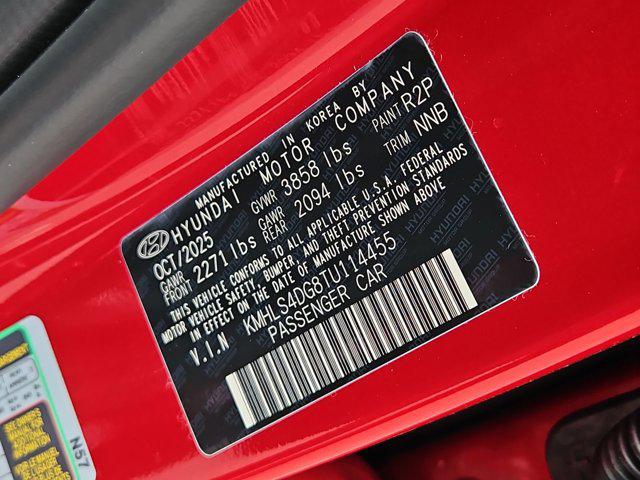 MANUFACTURED IN KOREA BY
HYUNDAI MOTOR COMPANY
OCT/2025 GVWR 3858 lbs PAINT R2P
GAWR FRONT 2271 lbs GAWR REAR 2094 lbs TRIM NNB
THIS VEHICLE CONFORMS TO ALL APPLICABLE U.S.A. FEDERAL
MOTOR VEHICLE SAFETY, BUMPER, AND THEFT PREVENTION STANDARDS
IN EFFECT ON THE DATE OF MANUFACTURE SHOWN ABOVE
V.I.N KMHLS4DG8TU114455
PASSENGER CAR
N57